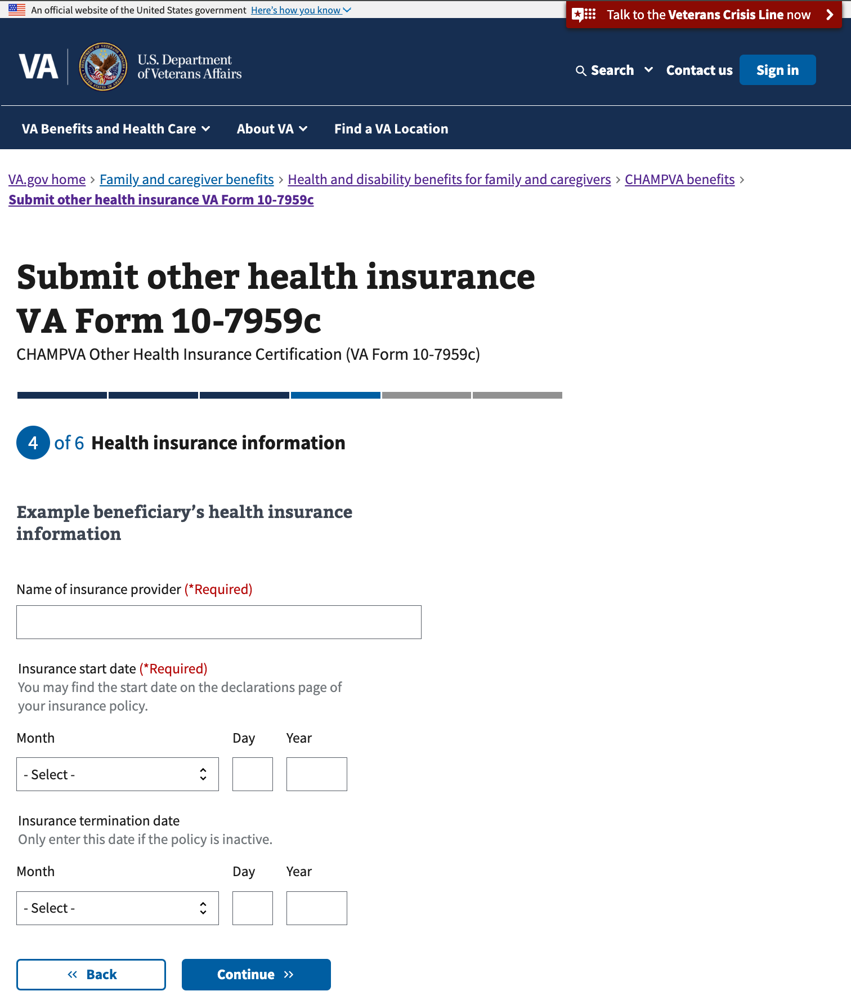 An official website of the United States government Here's how you know
Talk to the Veterans Crisis Line now
VA
U.S. Department
of Veterans Affairs
Search
Contact us
Sign in
VA Benefits and Health Care
About VA
Find a VA Location
VA.gov home › Family and caregiver benefits › Health and disability benefits for family and caregivers › CHAMPVA benefits ›
Submit other health insurance VA Form 10-7959c
Submit other health insurance
VA Form 10-7959c
CHAMPVA Other Health Insurance Certification (VA Form 10-7959c)
4 of 6 Health insurance information
Example beneficiary’s health insurance
information
Name of insurance provider (*Required)
Insurance start date (*Required)
You may find the start date on the declarations page of
your insurance policy.
Month Day Year
- Select -
Insurance termination date
Only enter this date if the policy is inactive.
Month Day Year
- Select -
« Back
Continue »